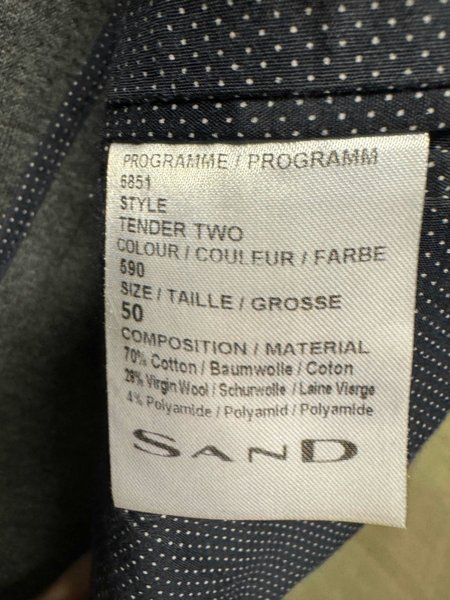 PROGRAMME / PROGRAMM
6851
STYLE
TENDER TWO
COLOUR / COULEUR / FARBE
590
SIZE / TAILLE / GROSSE
50
COMPOSITION / MATERIAL
70% Cotton / Baumwolle / Coton
26% Virgin Wool / Schurwolle / Laine Vierge
4% Polyamide / Polyamid / Polyamide
SAND